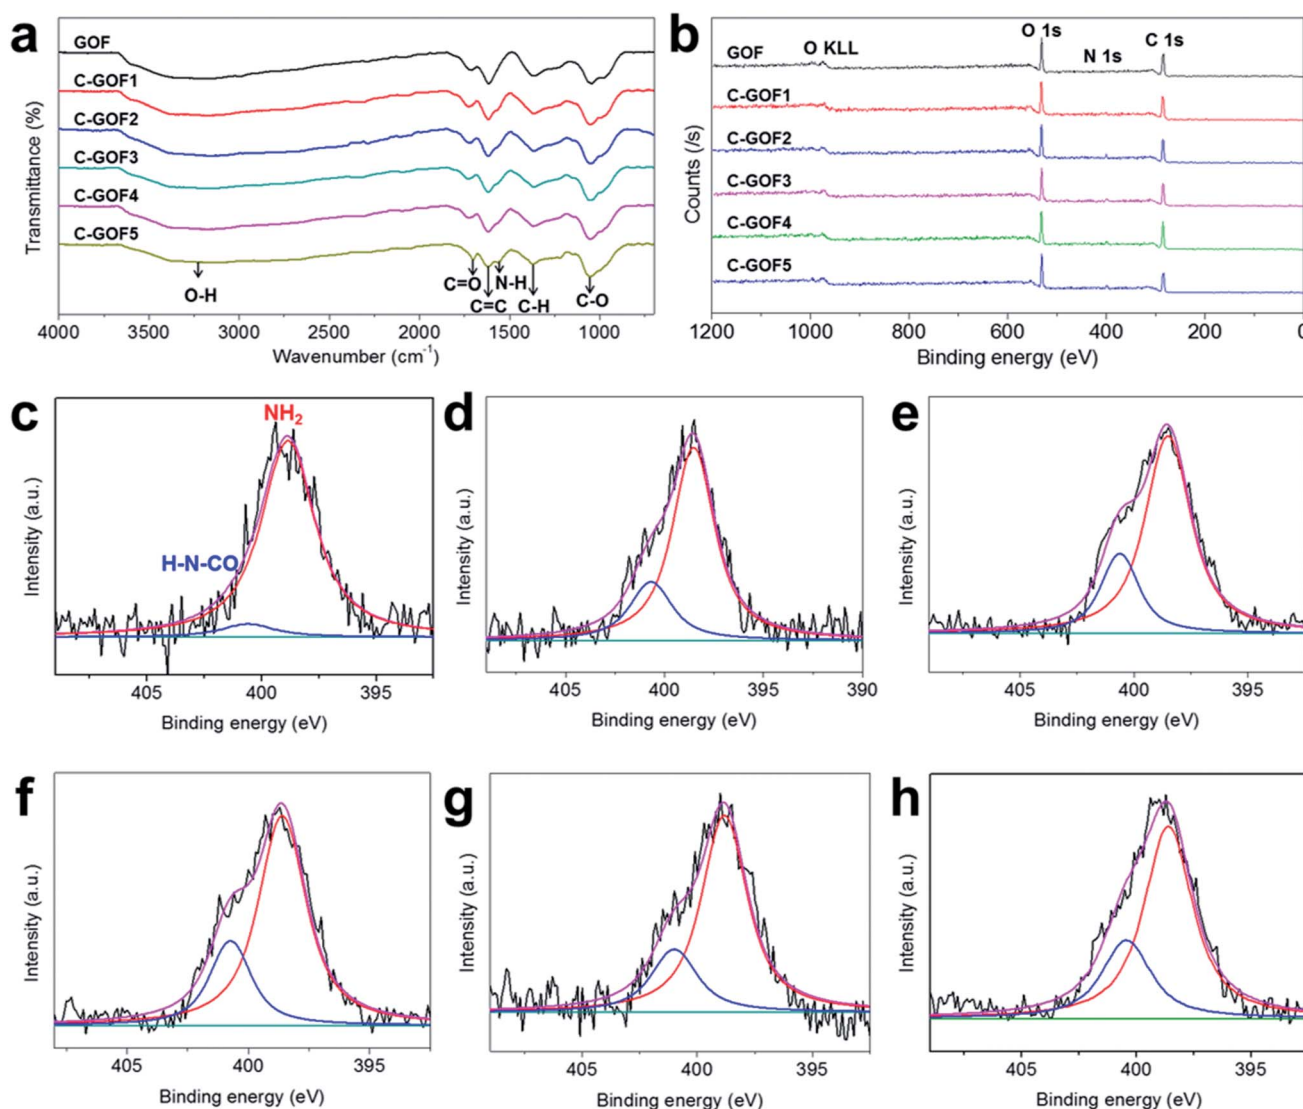 a
GOF
C-GOF1
C-GOF2
C-GOF3
C-GOF4
C-GOF5
O-H
C=O
N-H
C=C
C-H
C-O
Transmittance (%)
4000 3500 3000 2500 2000 1500 1000
Wavenumber (cm⁻¹)
b
GOF
O KLL
O 1s
N 1s
C 1s
C-GOF1
C-GOF2
C-GOF3
C-GOF4
C-GOF5
Counts (/s)
1200 1000 800 600 400 200 0
Binding energy (eV)
c
NH₂
H-N-CO
Intensity (a.u.)
405 400 395
Binding energy (eV)
d
Intensity (a.u.)
405 400 395 390
Binding energy (eV)
e
Intensity (a.u.)
405 400 395
Binding energy (eV)
f
Intensity (a.u.)
405 400 395
Binding energy (eV)
g
Intensity (a.u.)
405 400 395
Binding energy (eV)
h
Intensity (a.u.)
405 400 395
Binding energy (eV)